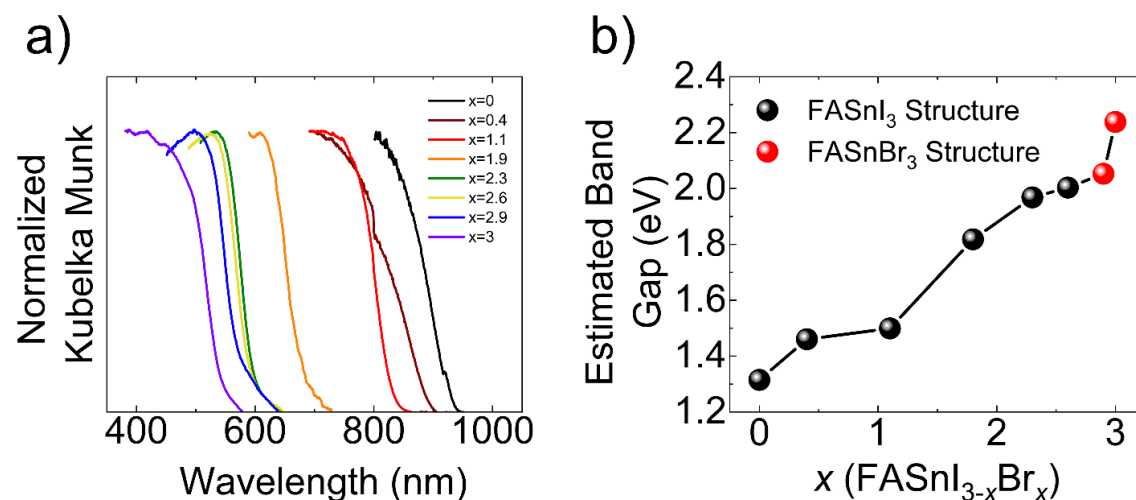 a)
Normalized
Kubelka Munk
x=0
x=0.4
x=1.1
x=1.9
x=2.3
x=2.6
x=2.9
x=3
400 600 800 1000
Wavelength (nm)
b)
Estimated Band
Gap (eV)
2.4
2.2
2.0
1.8
1.6
1.4
1.2
FASnI₃ Structure
FASnBr₃ Structure
0 1 2 3
x (FASnI₃₋ₓBrₓ)